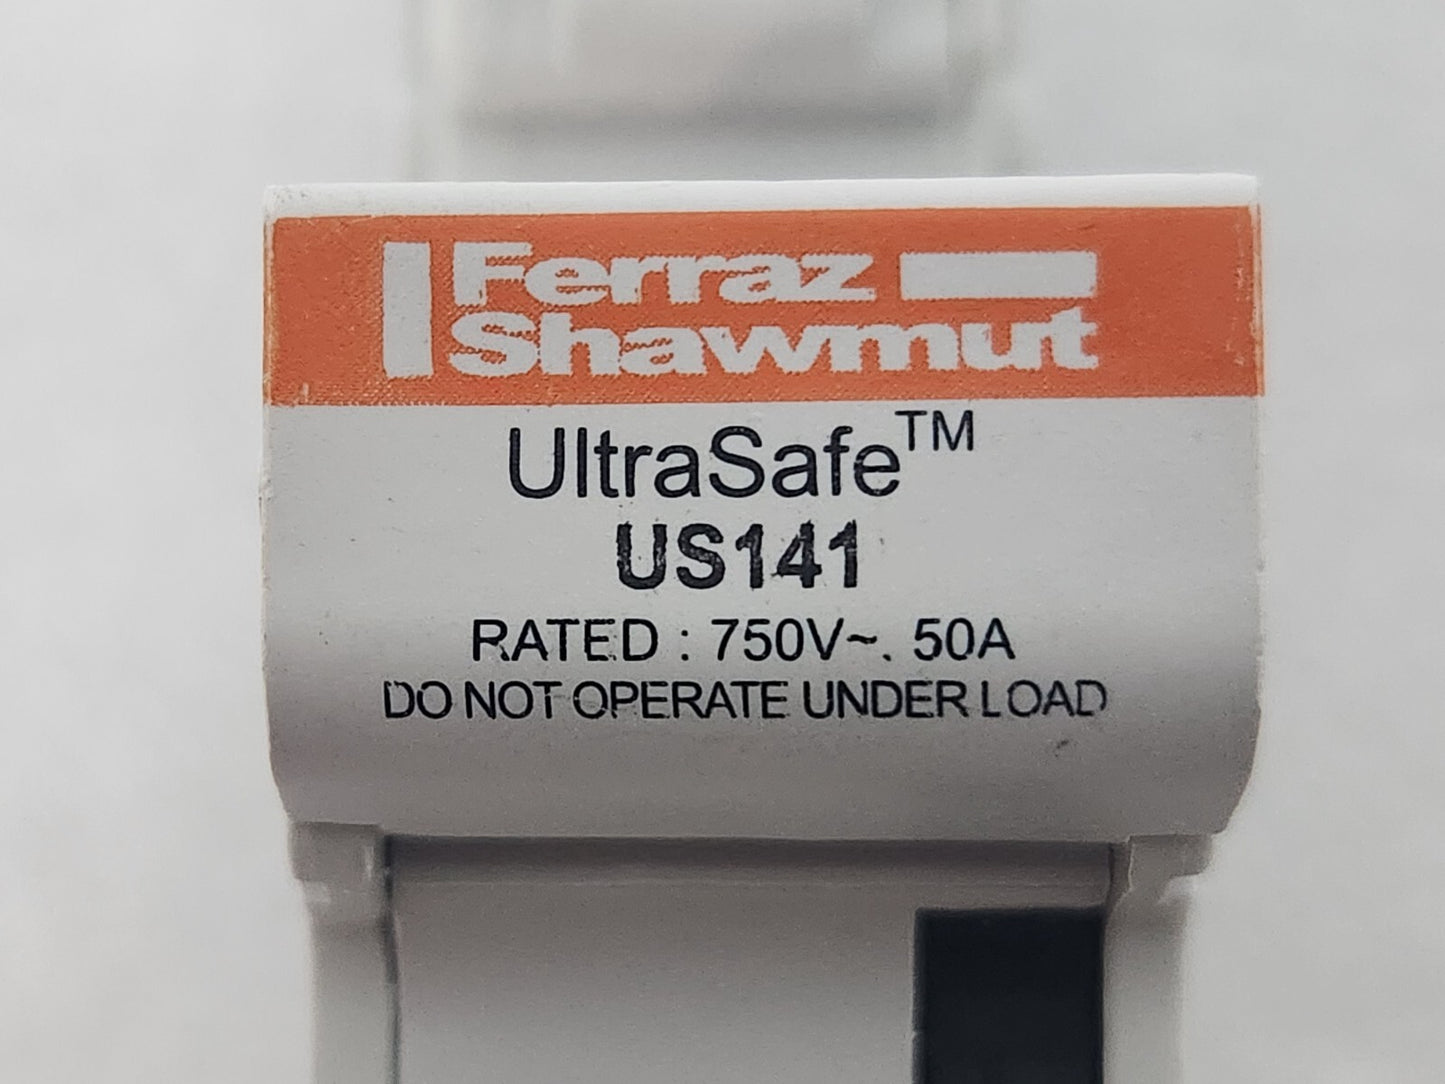 Ferraz
Shawmut
UltraSafe™
US141
RATED : 750V~. 50A
DO NOT OPERATE UNDER LOAD